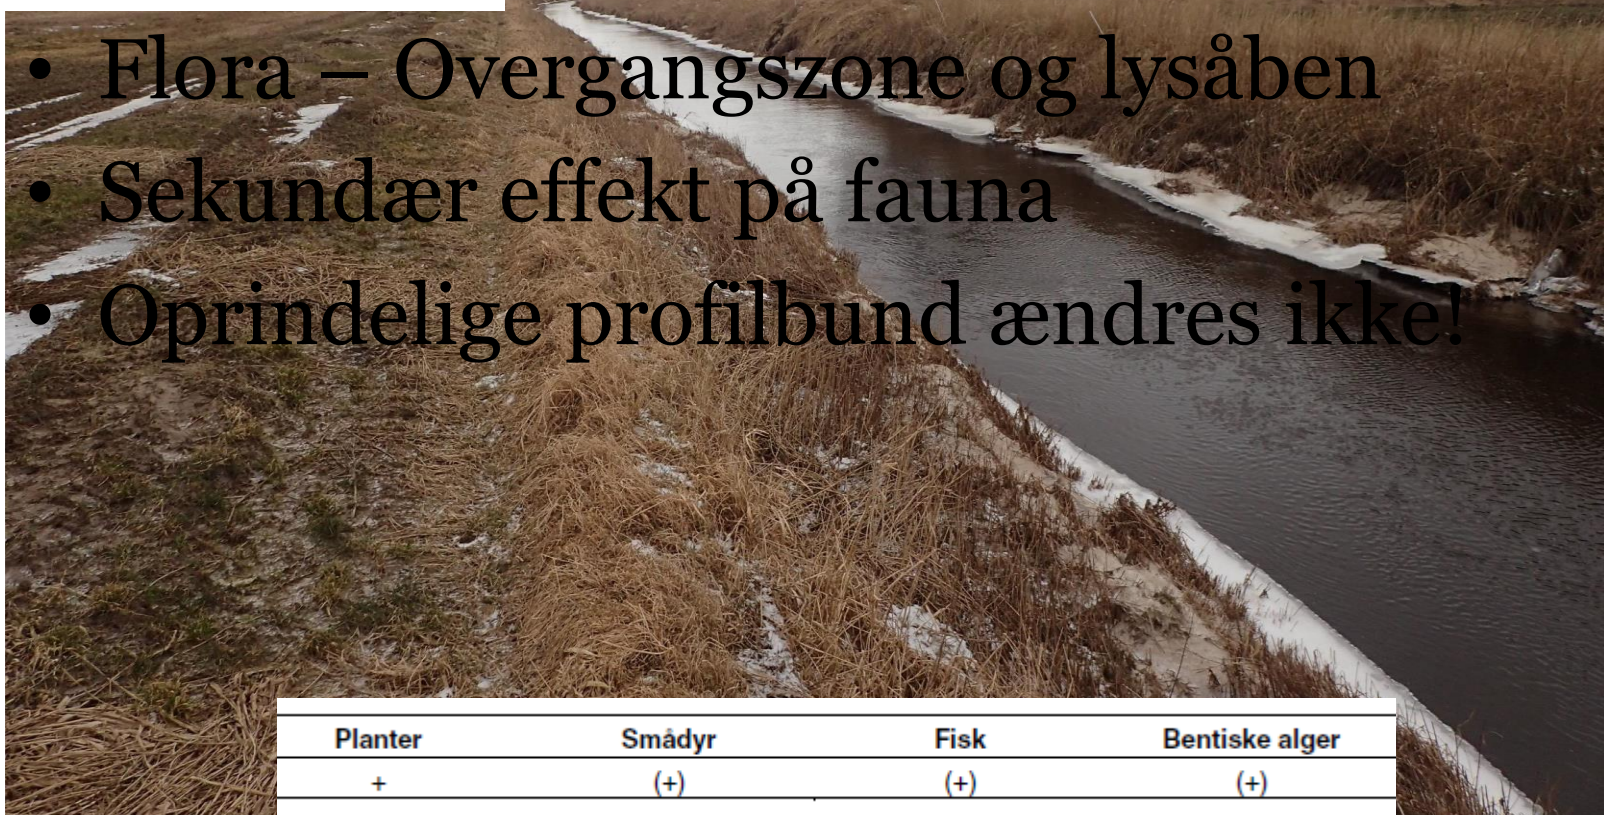 • Flora – Overgangszone og lysåben
• Sekundær effekt på fauna
• Oprindelige profilbund ændres ikke!
Planter Smådyr Fisk Bentiske alger
+ (+) (+) (+)